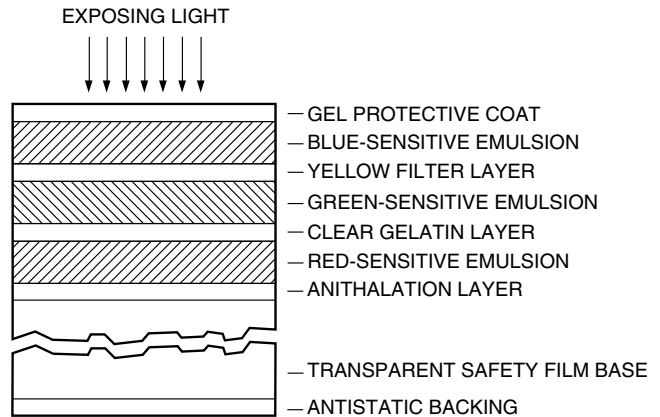 EXPOSING LIGHT
GEL PROTECTIVE COAT
BLUE-SENSITIVE EMULSION
YELLOW FILTER LAYER
GREEN-SENSITIVE EMULSION
CLEAR GELATIN LAYER
RED-SENSITIVE EMULSION
ANITHALATION LAYER
TRANSPARENT SAFETY FILM BASE
ANTISTATIC BACKING